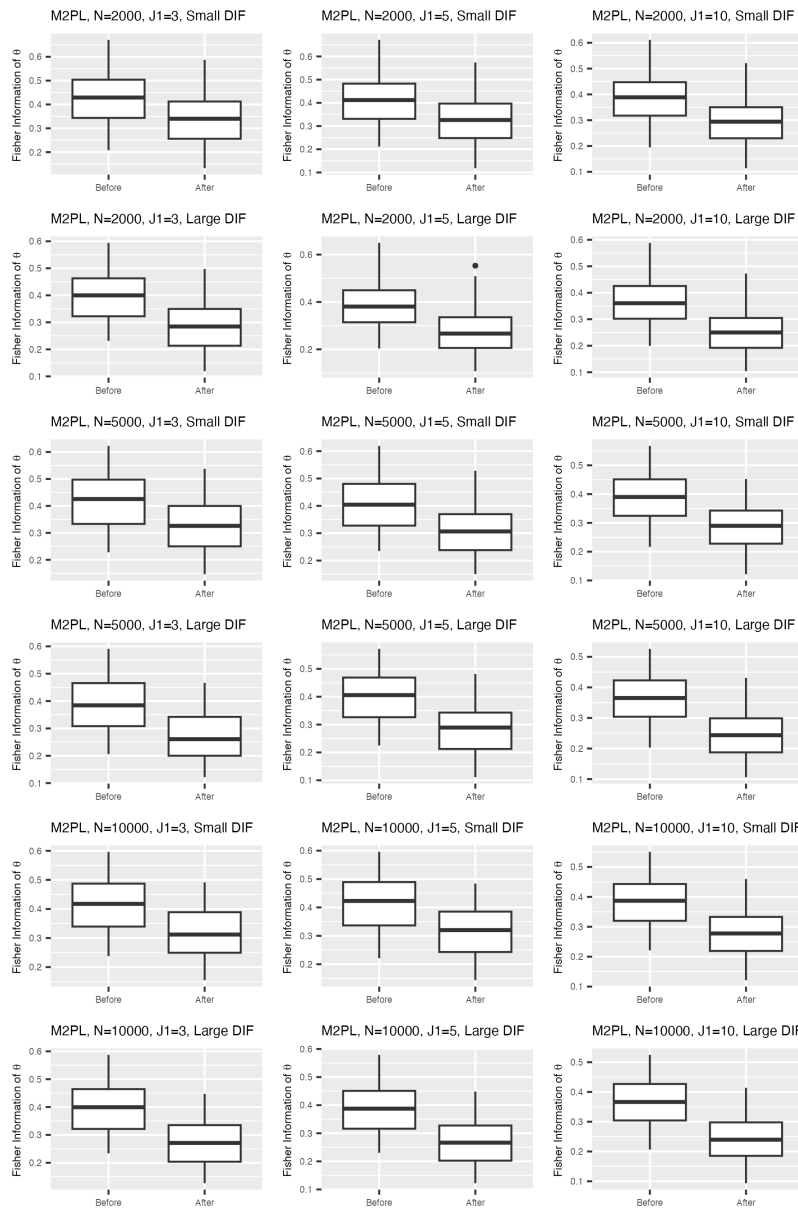 M2PL, N=2000, J1=3, Small DIF
Fisher Information of θ
0.6
0.5
0.4
0.3
0.2
Before
After
M2PL, N=2000, J1=5, Small DIF
Fisher Information of θ
0.6
0.5
0.4
0.3
0.2
0.1
Before
After
M2PL, N=2000, J1=10, Small DIF
Fisher Information of θ
0.6
0.5
0.4
0.3
0.2
0.1
Before
After
M2PL, N=2000, J1=3, Large DIF
Fisher Information of θ
0.6
0.5
0.4
0.3
0.2
0.1
Before
After
M2PL, N=2000, J1=5, Large DIF
Fisher Information of θ
0.6
0.4
0.2
Before
After
M2PL, N=2000, J1=10, Large DIF
Fisher Information of θ
0.6
0.5
0.4
0.3
0.2
0.1
Before
After
M2PL, N=5000, J1=3, Small DIF
Fisher Information of θ
0.6
0.5
0.4
0.3
0.2
Before
After
M2PL, N=5000, J1=5, Small DIF
Fisher Information of θ
0.6
0.5
0.4
0.3
0.2
Before
After
M2PL, N=5000, J1=10, Small DIF
Fisher Information of θ
0.5
0.4
0.3
0.2
0.1
Before
After
M2PL, N=5000, J1=3, Large DIF
Fisher Information of θ
0.6
0.5
0.4
0.3
0.2
0.1
Before
After
M2PL, N=5000, J1=5, Large DIF
Fisher Information of θ
0.5
0.4
0.3
0.2
0.1
Before
After
M2PL, N=5000, J1=10, Large DIF
Fisher Information of θ
0.5
0.4
0.3
0.2
0.1
Before
After
M2PL, N=10000, J1=3, Small DIF
Fisher Information of θ
0.6
0.5
0.4
0.3
0.2
Before
After
M2PL, N=10000, J1=5, Small DIF
Fisher Information of θ
0.6
0.5
0.4
0.3
0.2
Before
After
M2PL, N=10000, J1=10, Small DIF
Fisher Information of θ
0.5
0.4
0.3
0.2
0.1
Before
After
M2PL, N=10000, J1=3, Large DIF
Fisher Information of θ
0.6
0.5
0.4
0.3
0.2
Before
After
M2PL, N=10000, J1=5, Large DIF
Fisher Information of θ
0.6
0.5
0.4
0.3
0.2
0.1
Before
After
M2PL, N=10000, J1=10, Large DIF
Fisher Information of θ
0.5
0.4
0.3
0.2
0.1
Before
After